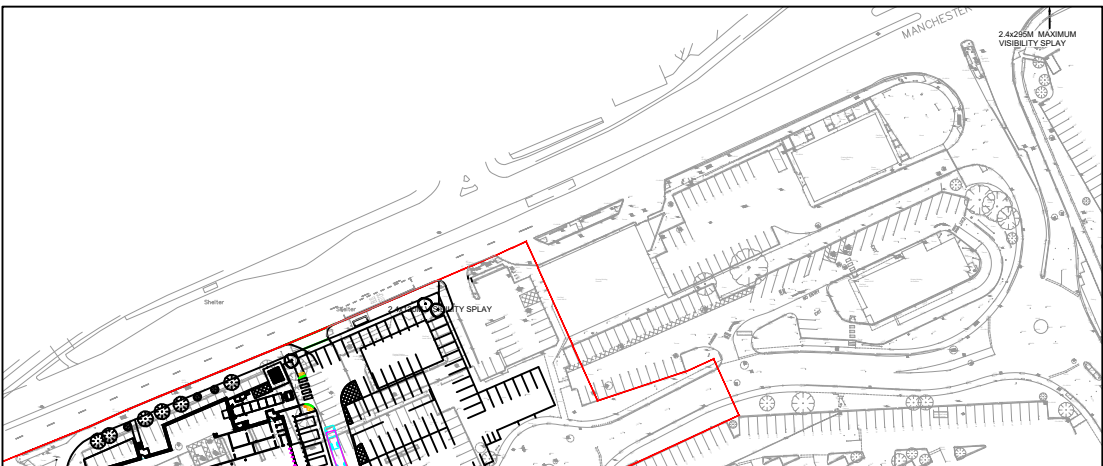 MANCHESTER
2.4x295M MAXIMUM
VISIBILITY SPLAY
Shelter
Shelter
VISIBILITY SPLAY